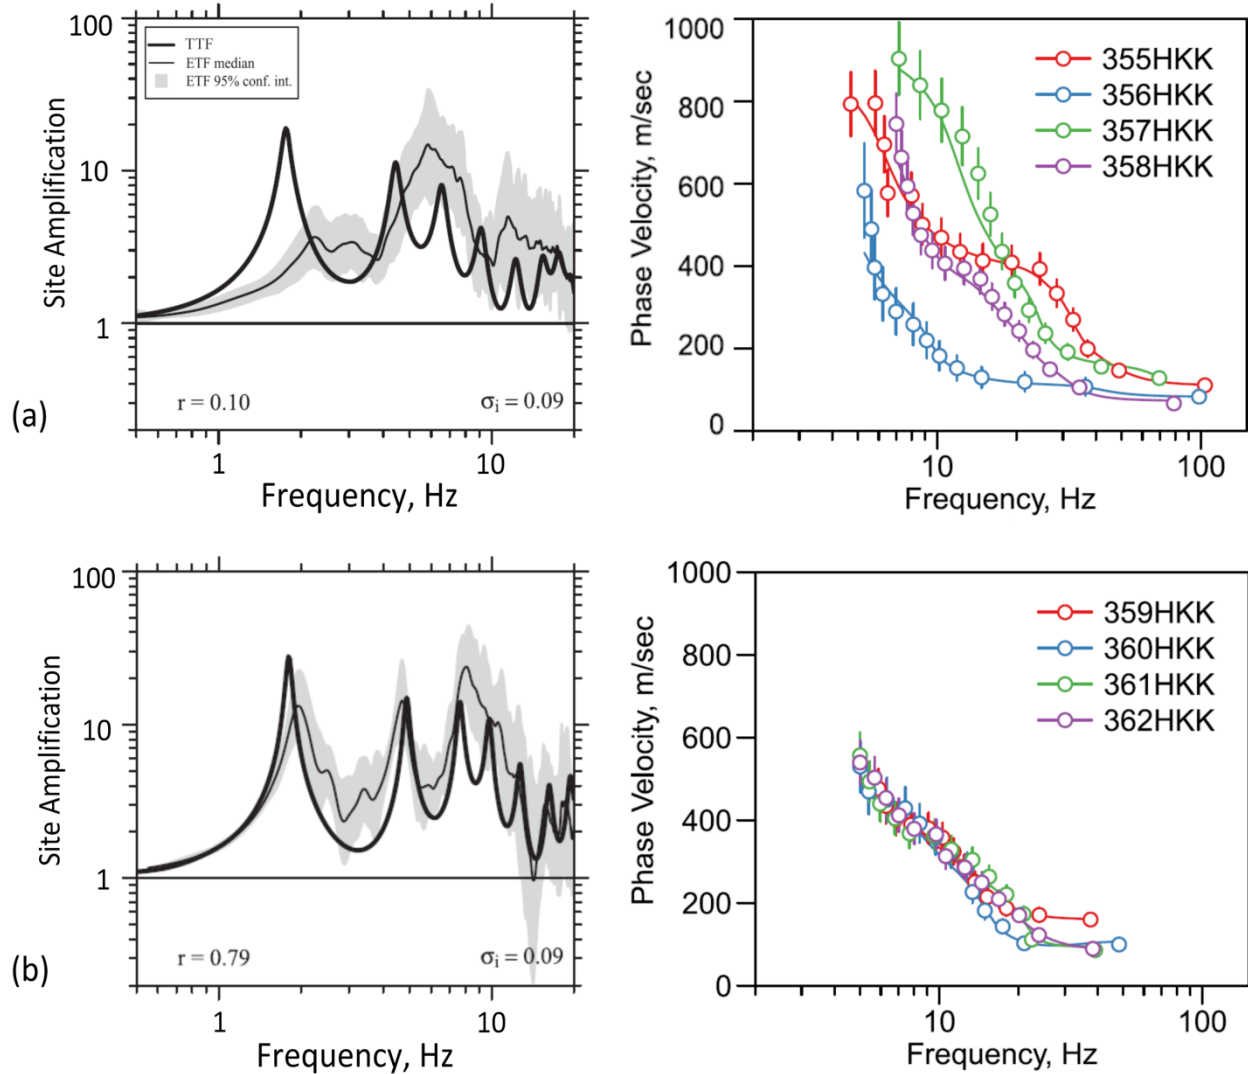 100
10
1
Site Amplification
TTF
ETF median
ETF 95% conf. int.
r = 0.10
σi = 0.09
1
10
Frequency, Hz
(a)
1000
800
600
400
200
0
Phase Velocity, m/sec
355HKK
356HKK
357HKK
358HKK
10
100
Frequency, Hz
100
10
1
Site Amplification
r = 0.79
σi = 0.09
1
10
Frequency, Hz
(b)
1000
800
600
400
200
0
Phase Velocity, m/sec
359HKK
360HKK
361HKK
362HKK
10
100
Frequency, Hz